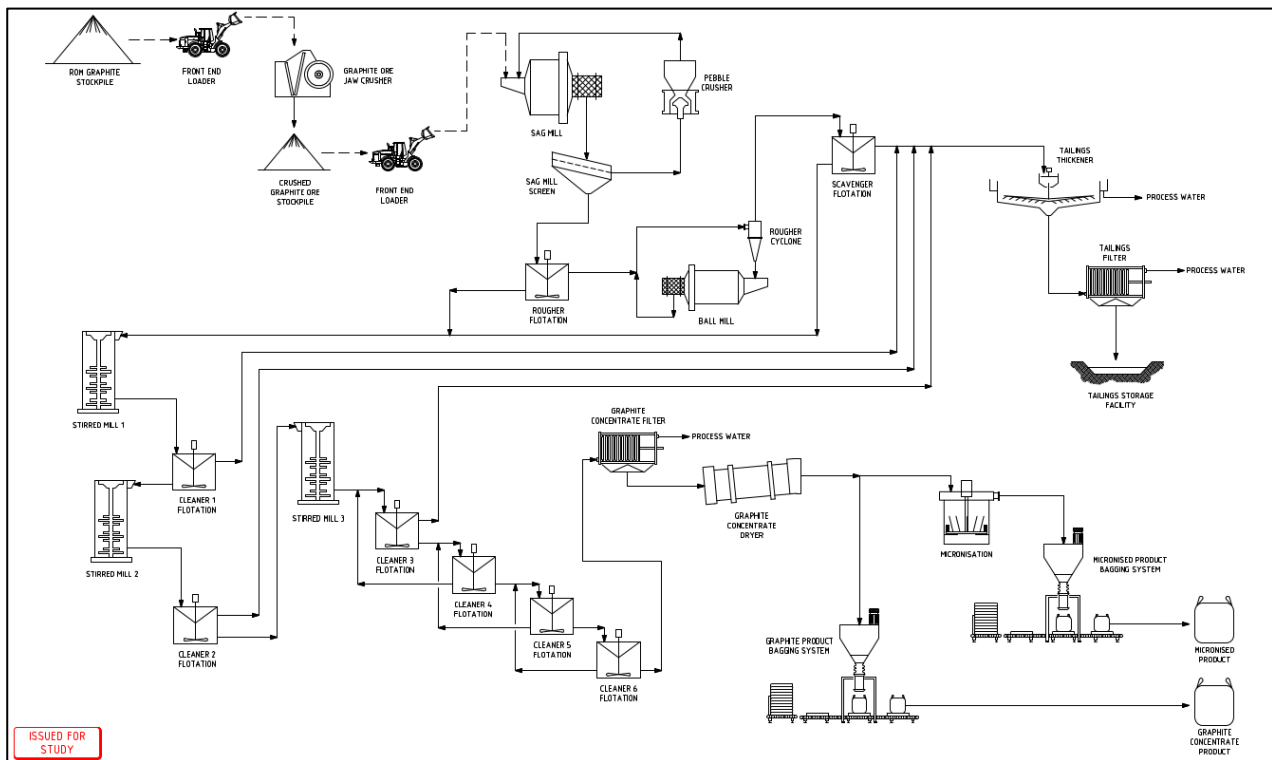 ROM GRAPHITE
STOCKPILE
FRONT END
LOADER
GRAPHITE ORE
JAW CRUSHER
CRUSHED
GRAPHITE ORE
STOCKPILE
FRONT END
LOADER
SAG MILL
PEBBLE
CRUSHER
SAG MILL
SCREEN
SCAVENGER
FLOTATION
TAILINGS
THICKENER
PROCESS WATER
ROUGHER
CYCLONE
TAILINGS
FILTER
PROCESS WATER
ROUGHER
FLOTATION
BALL MILL
TAILINGS STORAGE
FACILITY
STIRRED MILL 1
CLEANER 1
FLOTATION
STIRRED MILL 2
CLEANER 2
FLOTATION
STIRRED MILL 3
CLEANER 3
FLOTATION
CLEANER 4
FLOTATION
CLEANER 5
FLOTATION
CLEANER 6
FLOTATION
GRAPHITE
CONCENTRATE FILTER
PROCESS WATER
GRAPHITE
CONCENTRATE
DRYER
MICRONISATION
MICRONISED PRODUCT
BAGGING SYSTEM
GRAPHITE PRODUCT
BAGGING SYSTEM
MICRONISED
PRODUCT
GRAPHITE
CONCENTRATE
PRODUCT
ISSUED FOR
STUDY